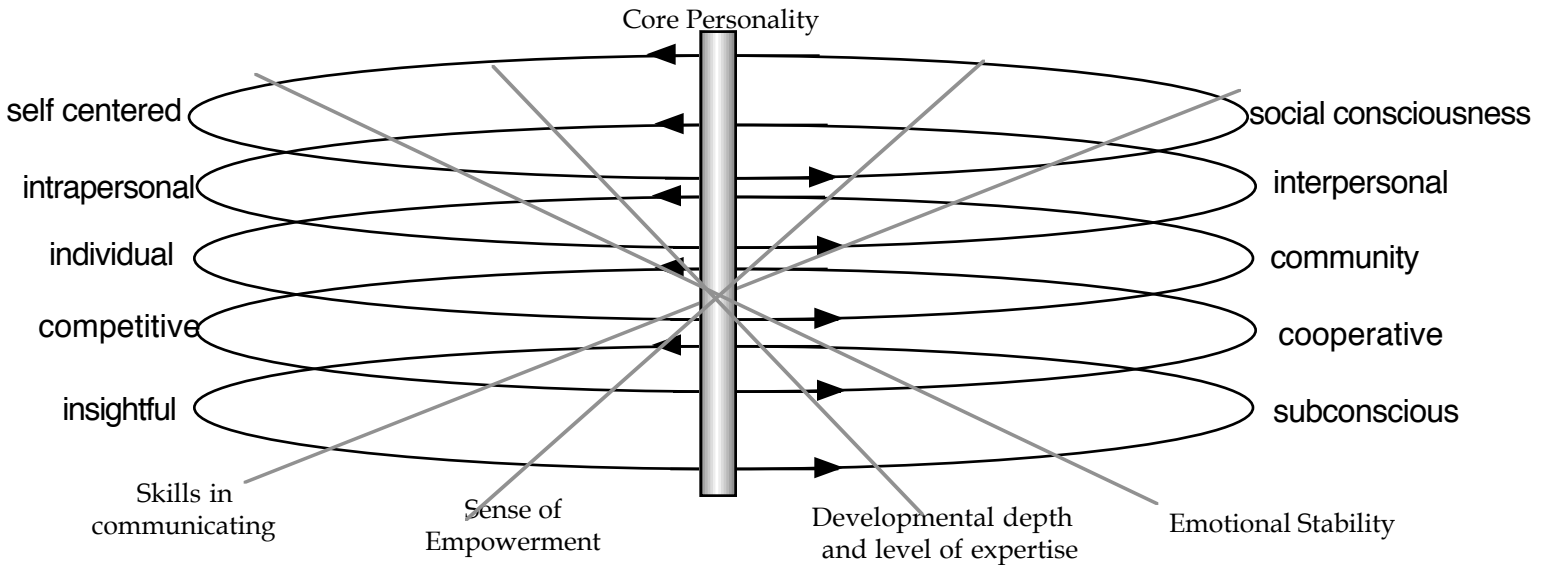 Core Personality
self centered
social consciousness
intrapersonal
interpersonal
individual
community
competitive
cooperative
insightful
subconscious
Skills in
communicating
Sense of
Empowerment
Developmental depth
and level of expertise
Emotional Stability